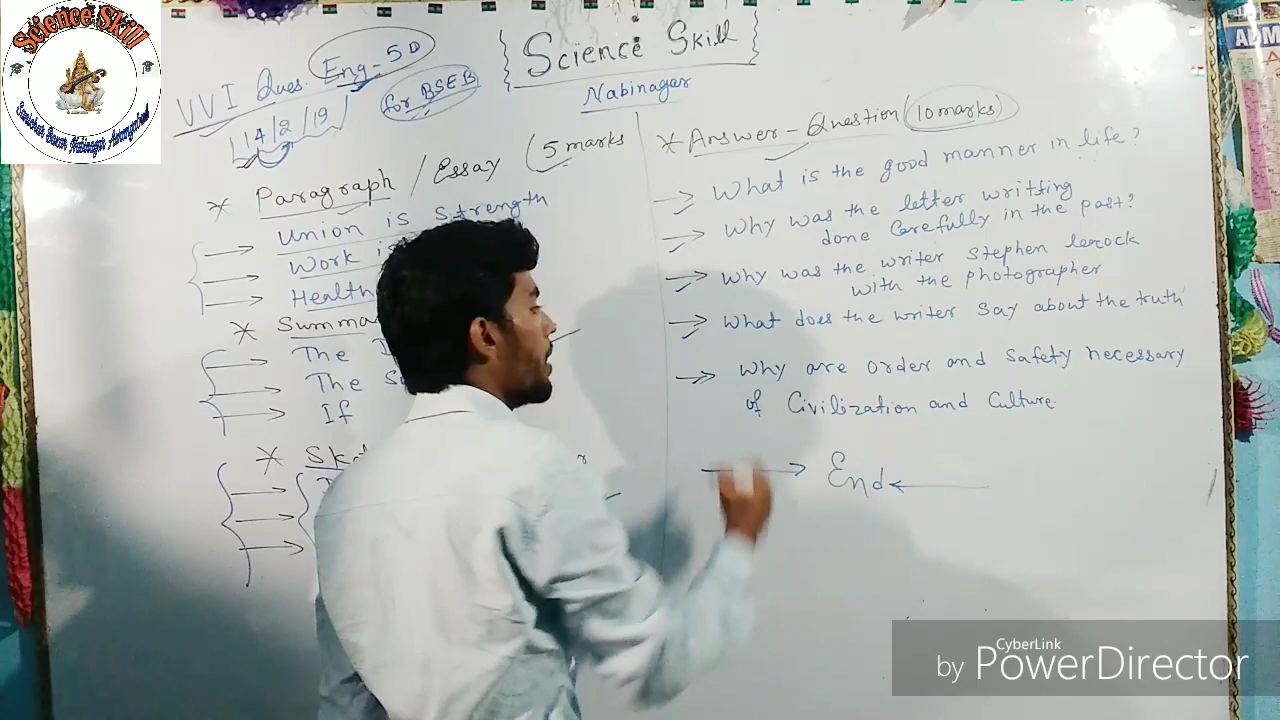 Science Skill
VVI Ques. Eng-50
for BSEB
14/2/19
{ Science Skill }
Nabinagar
* Paragraph / Essay (5 marks
→ Union is Strength
→ Work is
→ Health
* Summa
→ The
→ The
→ If
* Answer - Question (10 marks)
→ What is the good manner in life?
→ Why was the letter writting
done Carefully in the past?
→ Why was the writer Stephen
with the photographer
→ What does the writer Say about the truth
→ Why are order and Safety necessary
of Civilization and Culture.
→ End ←
ADM
by CyberLink
PowerDirector